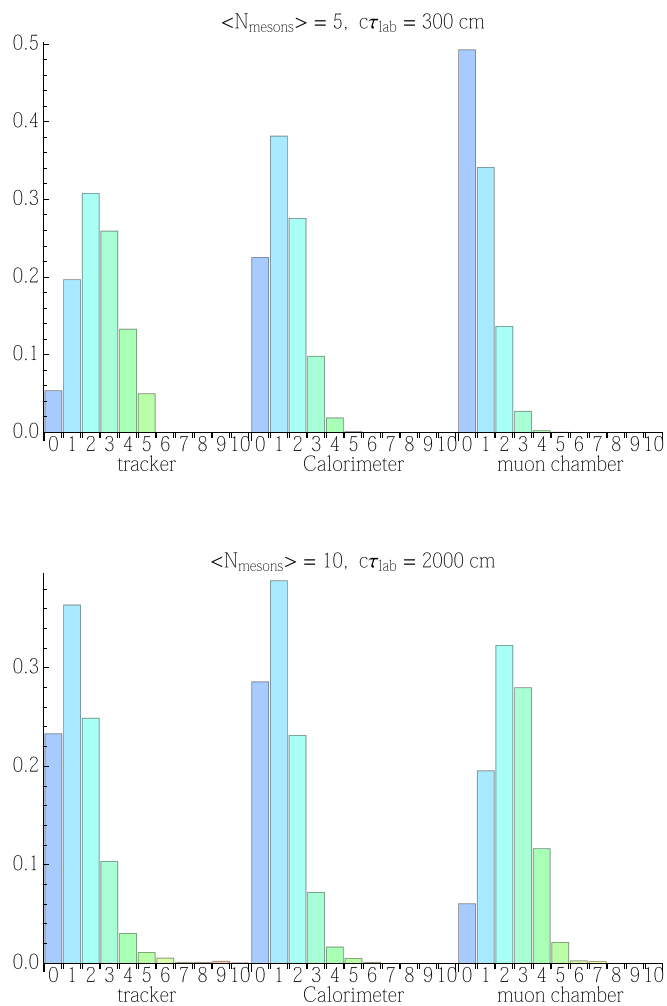 <N_mesons> = 5, cτ_lab = 300 cm
0.5
0.4
0.3
0.2
0.1
0.0
0 1 2 3 4 5 6 7 8 9 10 0 1 2 3 4 5 6 7 8 9 10 0 1 2 3 4 5 6 7 8 9 10
tracker Calorimeter muon chamber
<N_mesons> = 10, cτ_lab = 2000 cm
0.3
0.2
0.1
0.0
0 1 2 3 4 5 6 7 8 9 10 0 1 2 3 4 5 6 7 8 9 10 0 1 2 3 4 5 6 7 8 9 10
tracker Calorimeter muon chamber